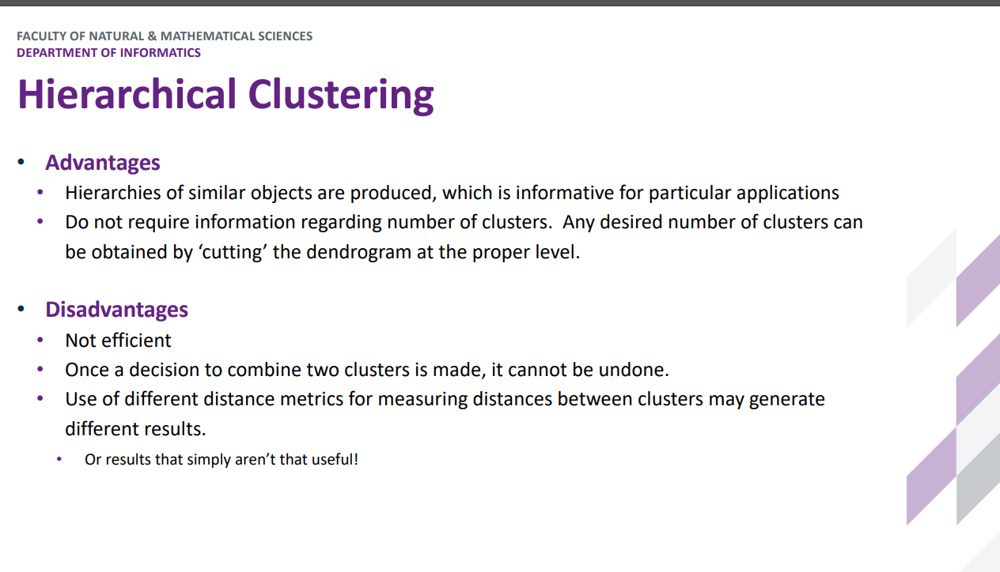 FACULTY OF NATURAL & MATHEMATICAL SCIENCES
DEPARTMENT OF INFORMATICS
Hierarchical Clustering
• Advantages
• Hierarchies of similar objects are produced, which is informative for particular applications
• Do not require information regarding number of clusters.  Any desired number of clusters can
be obtained by ‘cutting’ the dendrogram at the proper level.
• Disadvantages
• Not efficient
• Once a decision to combine two clusters is made, it cannot be undone.
• Use of different distance metrics for measuring distances between clusters may generate
different results.
• Or results that simply aren’t that useful!